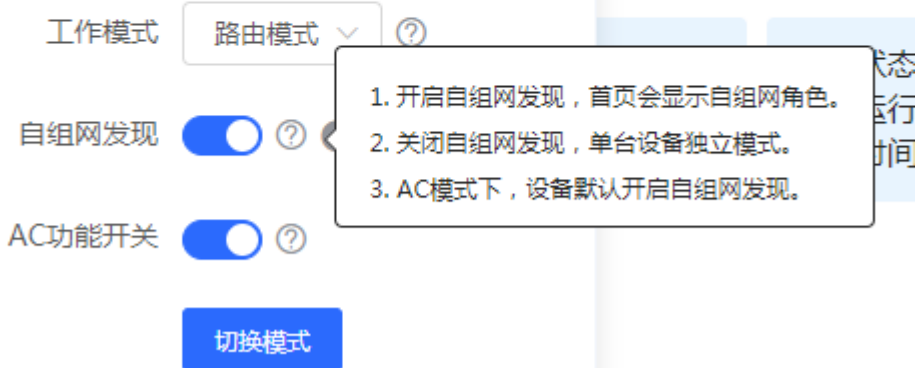 工作模式
路由模式
1. 开启自组网发现，首页会显示自组网角色。
自组网发现
2. 关闭自组网发现，单台设备独立模式。
3. AC模式下，设备默认开启自组网发现。
AC功能开关
切换模式
态
行
间